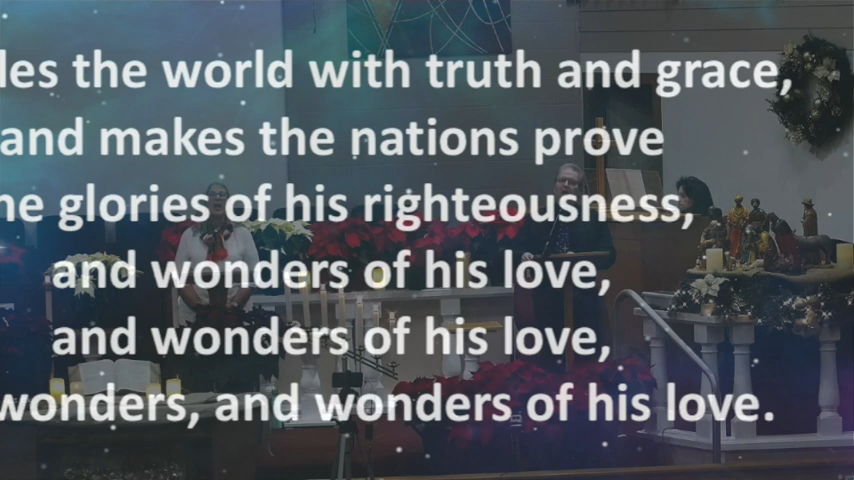 les the world with truth and grace,
and makes the nations prove
he glories of his righteousness,
and wonders of his love,
and wonders of his love,
wonders, and wonders of his love.